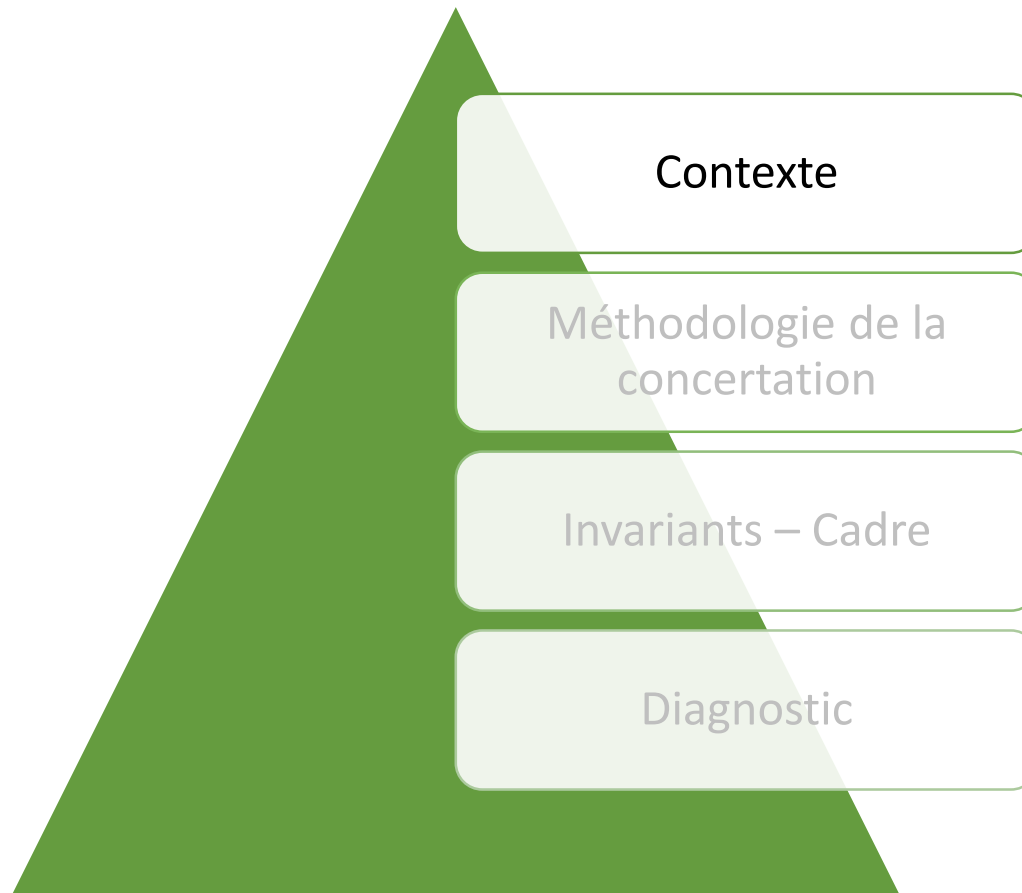 Contexte
Méthodologie de la
concertation
Invariants – Cadre
Diagnostic